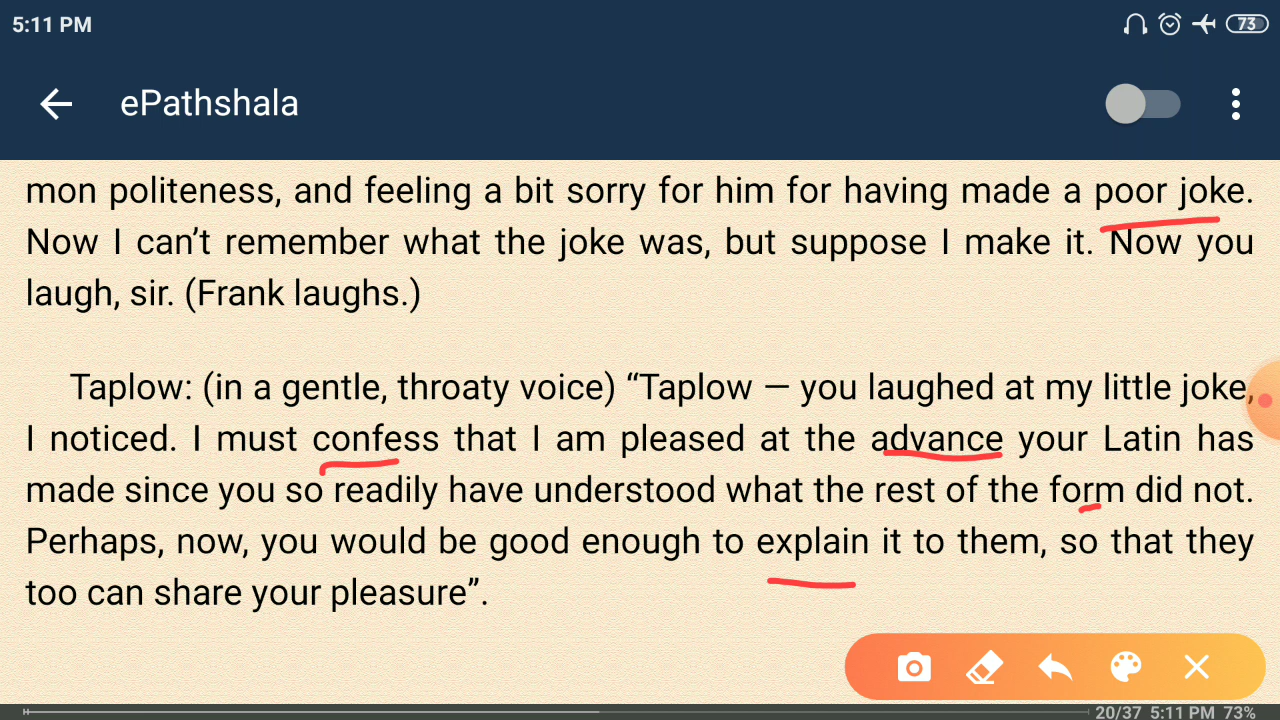 5:11 PM
73
ePathshala
mon politeness, and feeling a bit sorry for him for having made a poor joke.
Now I can’t remember what the joke was, but suppose I make it. Now you
laugh, sir. (Frank laughs.)
Taplow: (in a gentle, throaty voice) “Taplow — you laughed at my little joke,
I noticed. I must confess that I am pleased at the advance your Latin has
made since you so readily have understood what the rest of the form did not.
Perhaps, now, you would be good enough to explain it to them, so that they
too can share your pleasure”.
20/37 5:11 PM 73%